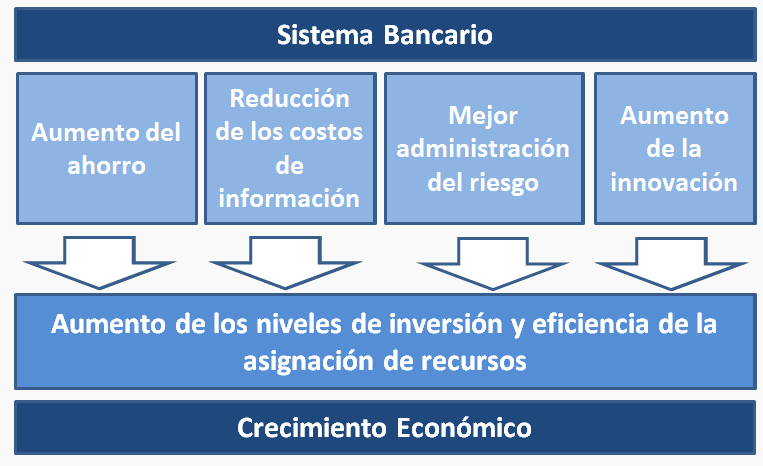 Sistema Bancario
Aumento del
ahorro
Reducción
de los costos
de
información
Mejor
administración
del riesgo
Aumento
de la
innovación
Aumento de los niveles de inversión y eficiencia de la
asignación de recursos
Crecimiento Económico